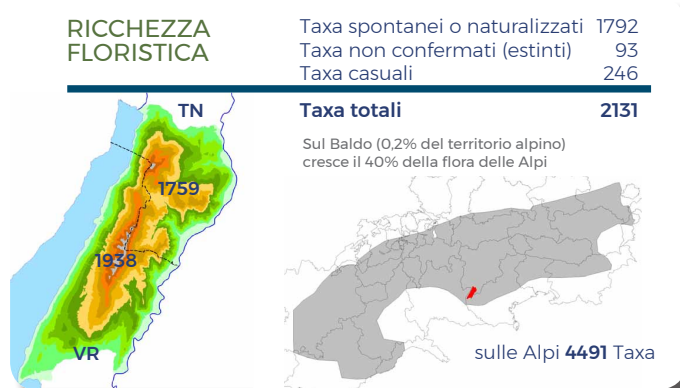 RICCHEZZA
FLORISTICA
Taxa spontanei o naturalizzati 1792
Taxa non confermati (estinti) 93
Taxa casuali 246
Taxa totali 2131
Sul Baldo (0,2% del territorio alpino)
cresce il 40% della flora delle Alpi
TN
1759
1938
VR
sulle Alpi 4491 Taxa